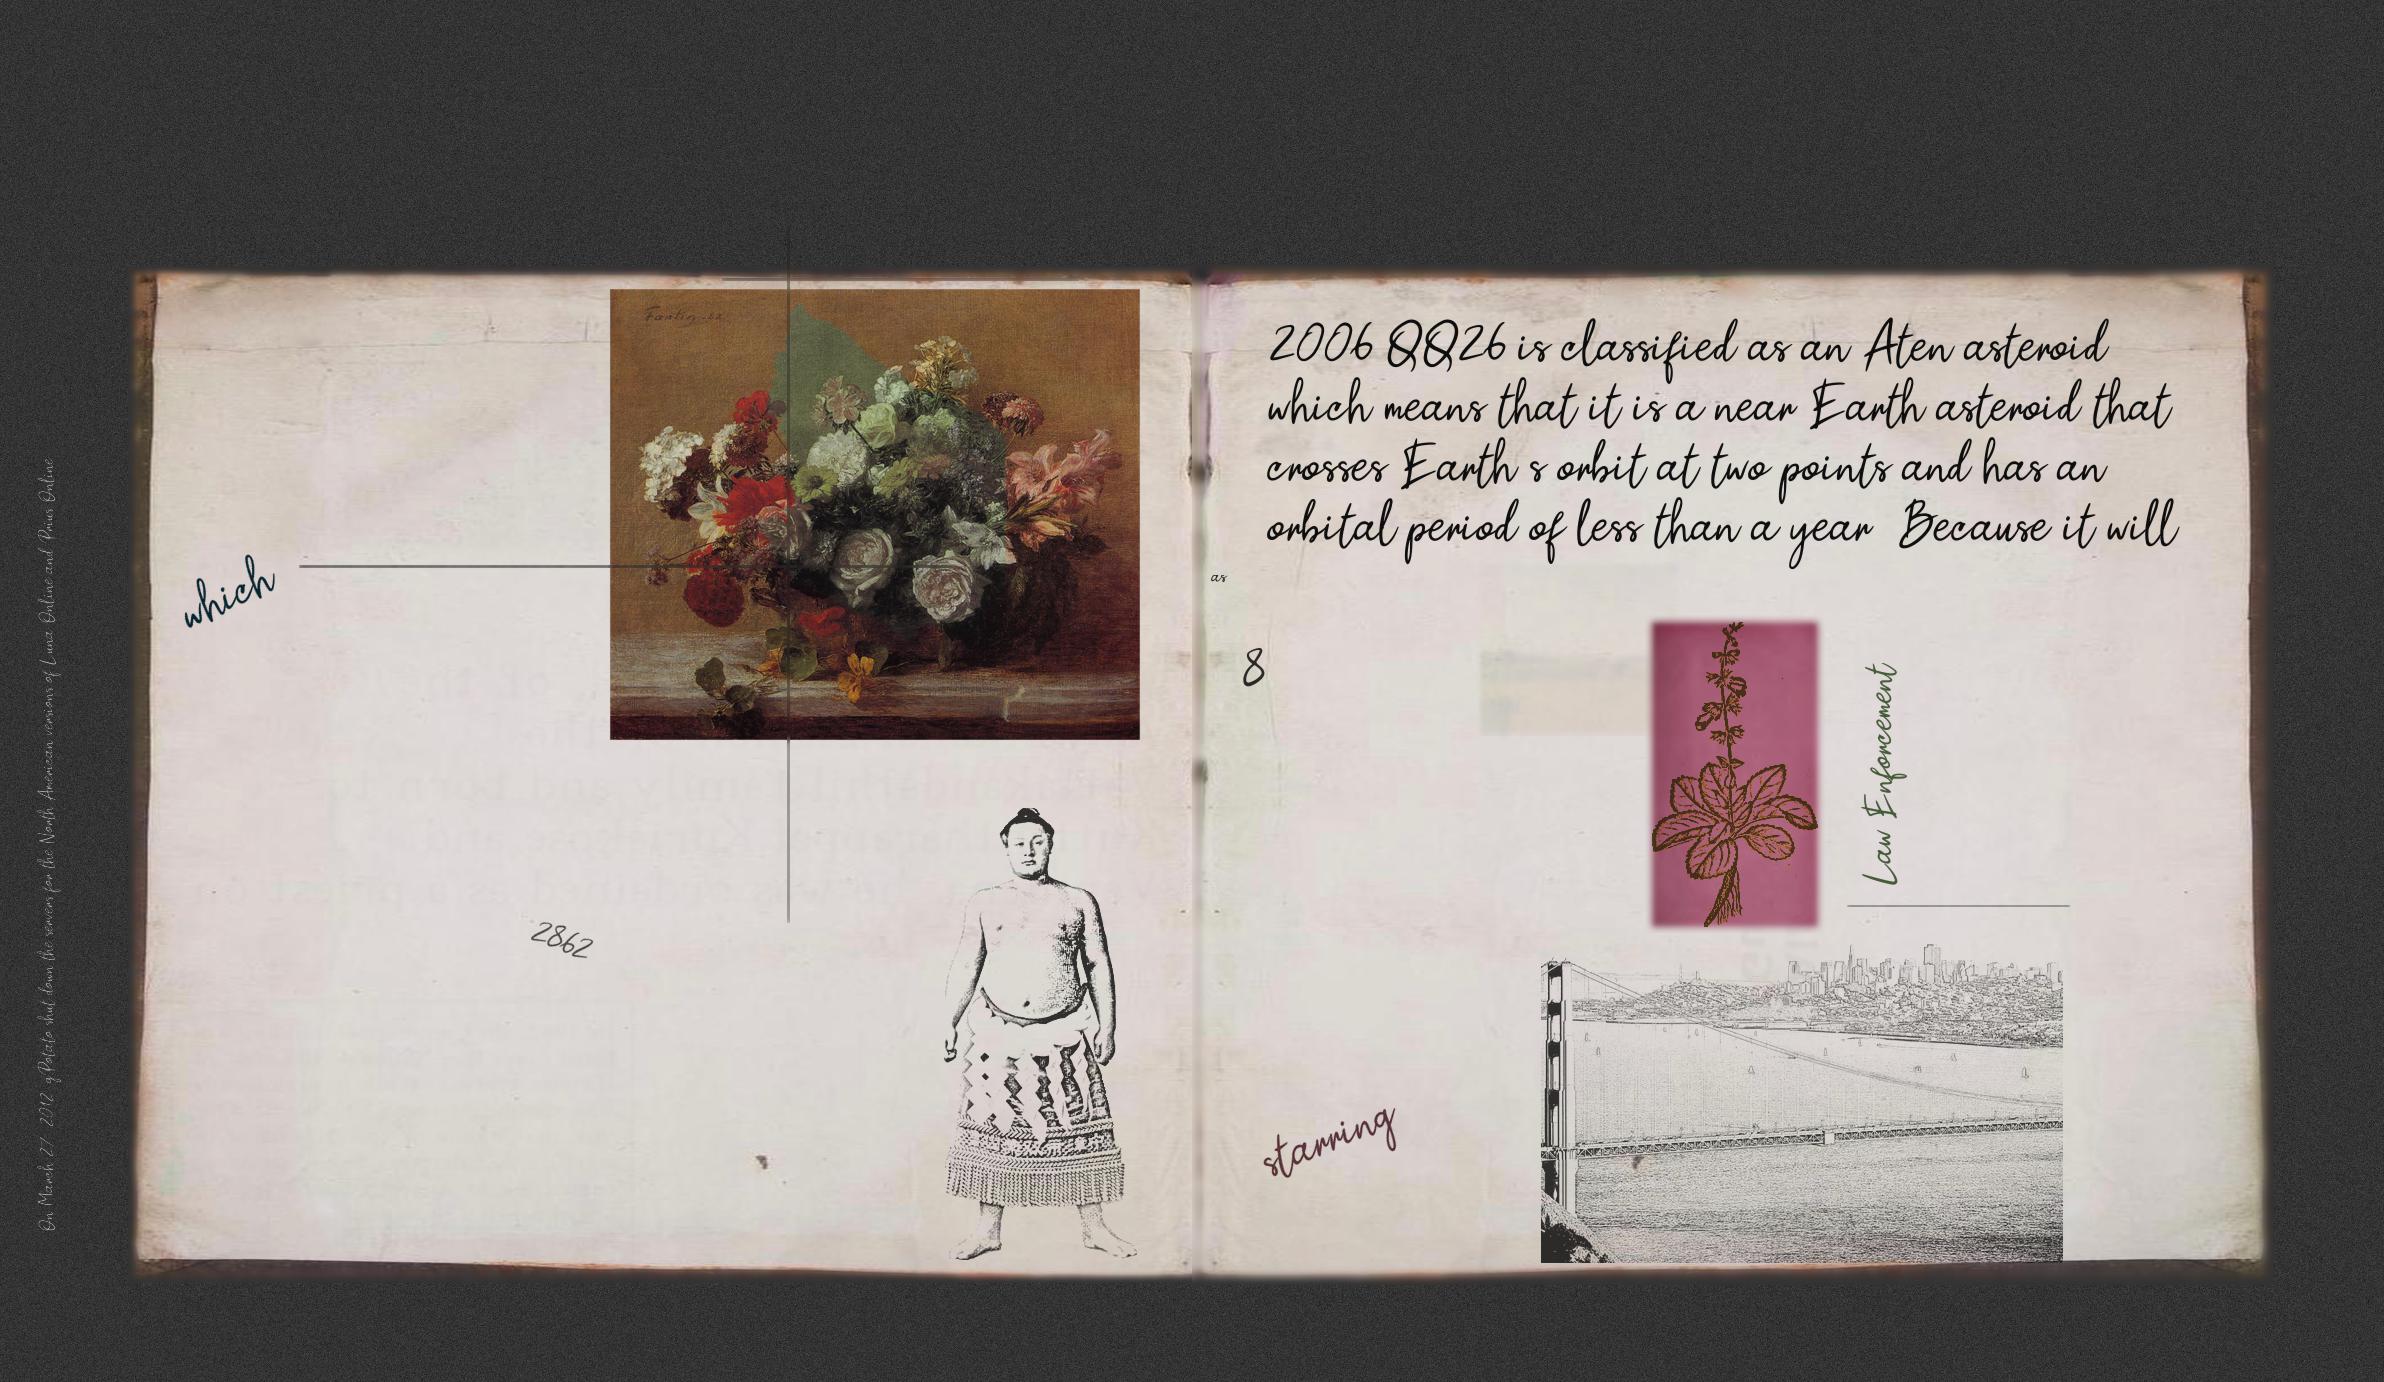 On March 27 2012 gPotato shut down the servers for the North American versions of Luna Online and Prius Online
which
Fantin-62
2862
2006 QQ26 is classified as an Aten asteroid
which means that it is a near Earth asteroid that
crosses Earth s orbit at two points and has an
orbital period of less than a year Because it will
as
8
Law Enforcement
starring